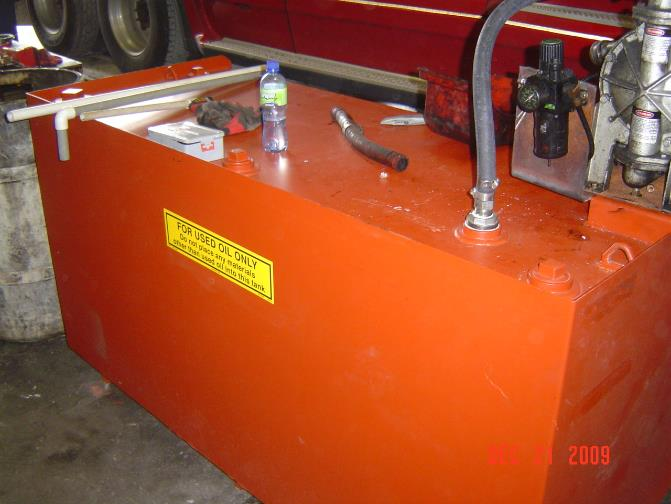 FOR USED OIL ONLY
Do not place any materials
other than used oil into this tank
DEC 21 2009